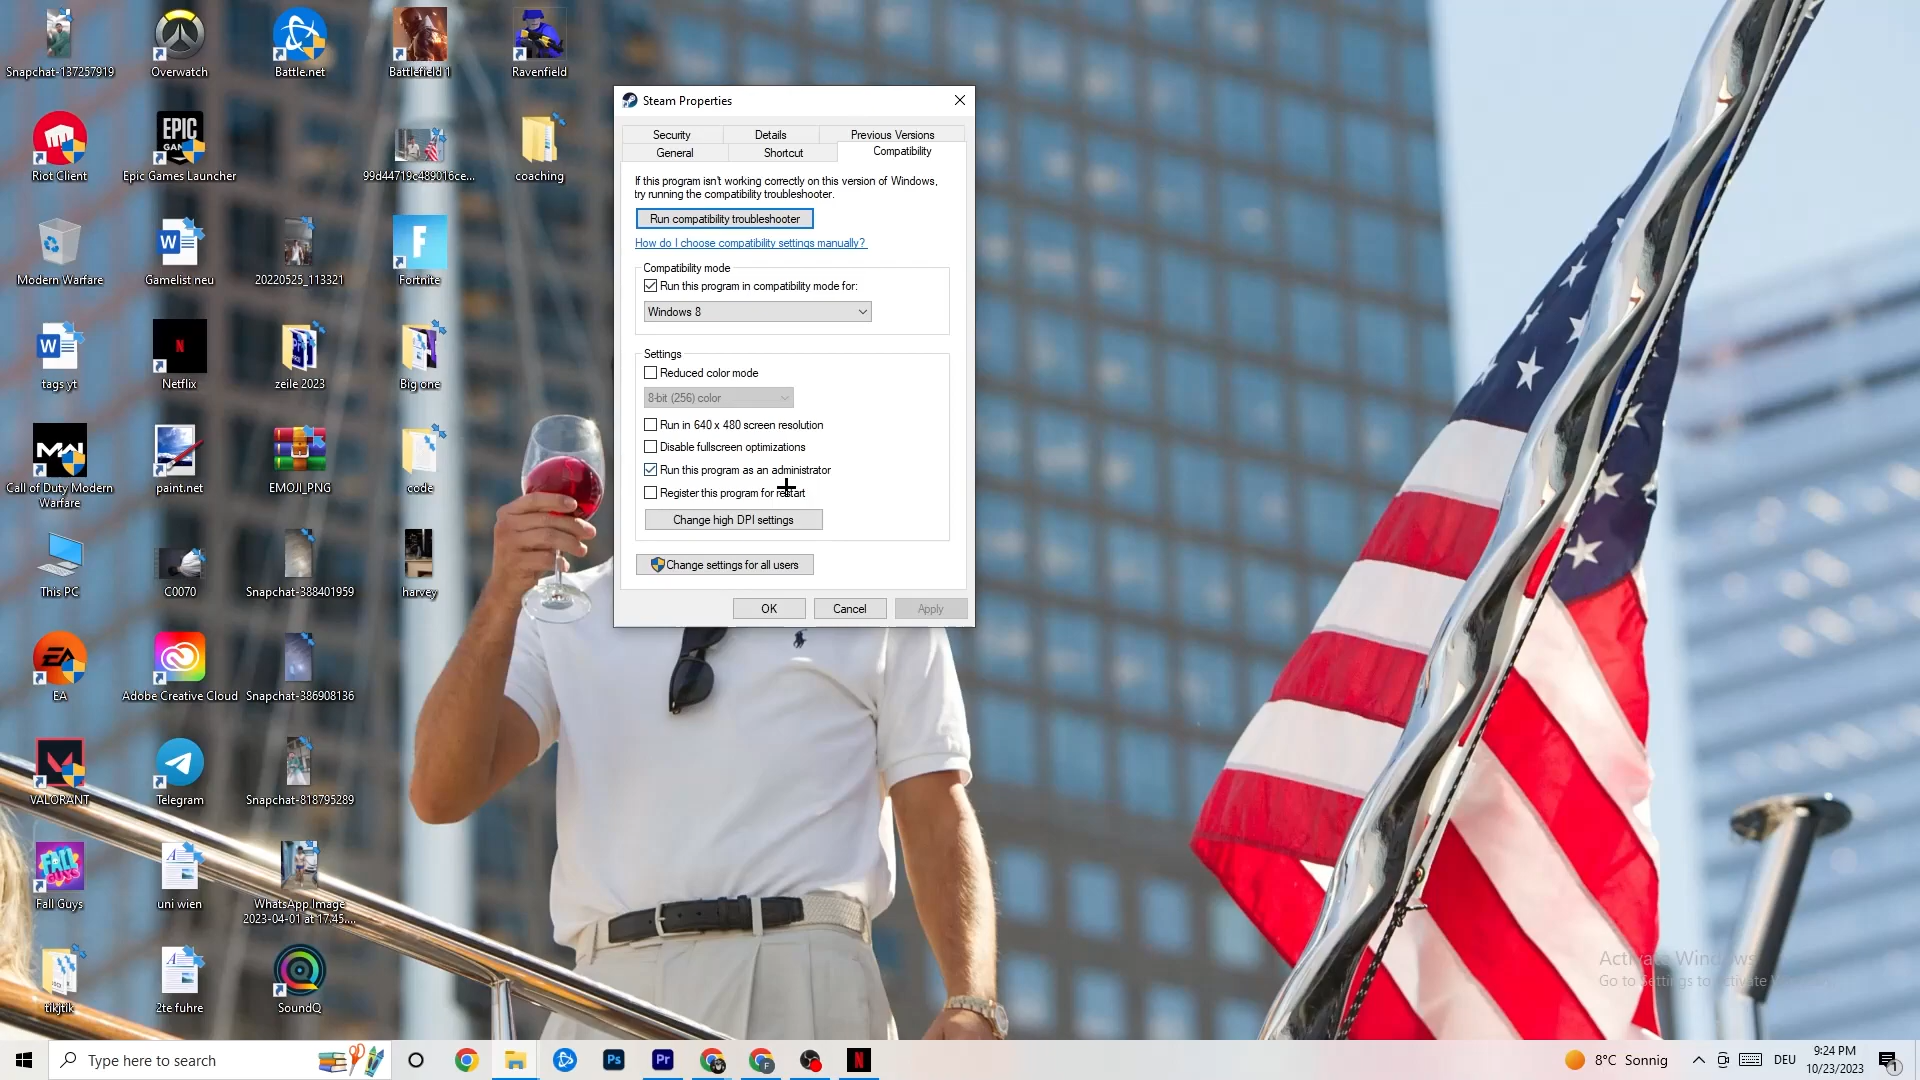 Snapchat-137257919
Overwatch
Battle.net
Battlefield 1
Ravenfield
Riot Client
EPIC
GAMES
Epic Games Launcher
99d44719c489016ce...
coaching
Modern Warfare
Gamelist neu
20220525_113321
Fortnite
tags yt
Netflix
zeile 2023
Big one
Call of Duty Modern
Warfare
paint.net
EMOJI_PNG
code
This PC
C0070
Snapchat-388401959
harvey
EA
Adobe Creative Cloud
Snapchat-386908136
VALORANT
Telegram
Snapchat-818795289
Fall Guys
uni wien
WhatsApp Image
2023-04-01 at 17.45....
tikjtik
2te fuhre
SoundQ
Steam Properties
Security
Details
Previous Versions
General
Shortcut
Compatibility
If this program isn't working correctly on this version of Windows,
try running the compatibility troubleshooter.
Run compatibility troubleshooter
How do I choose compatibility settings manually?
Compatibility mode
Run this program in compatibility mode for:
Windows 8
Settings
Reduced color mode
8-bit (256) color
Run in 640 x 480 screen resolution
Disable fullscreen optimizations
Run this program as an administrator
Register this program for restart
Change high DPI settings
Change settings for all users
OK
Cancel
Apply
Activate Windows
Go to Settings to activate
Type here to search
Ps
Pr
8°C Sonnig
DEU
9:24 PM
10/23/2023
1